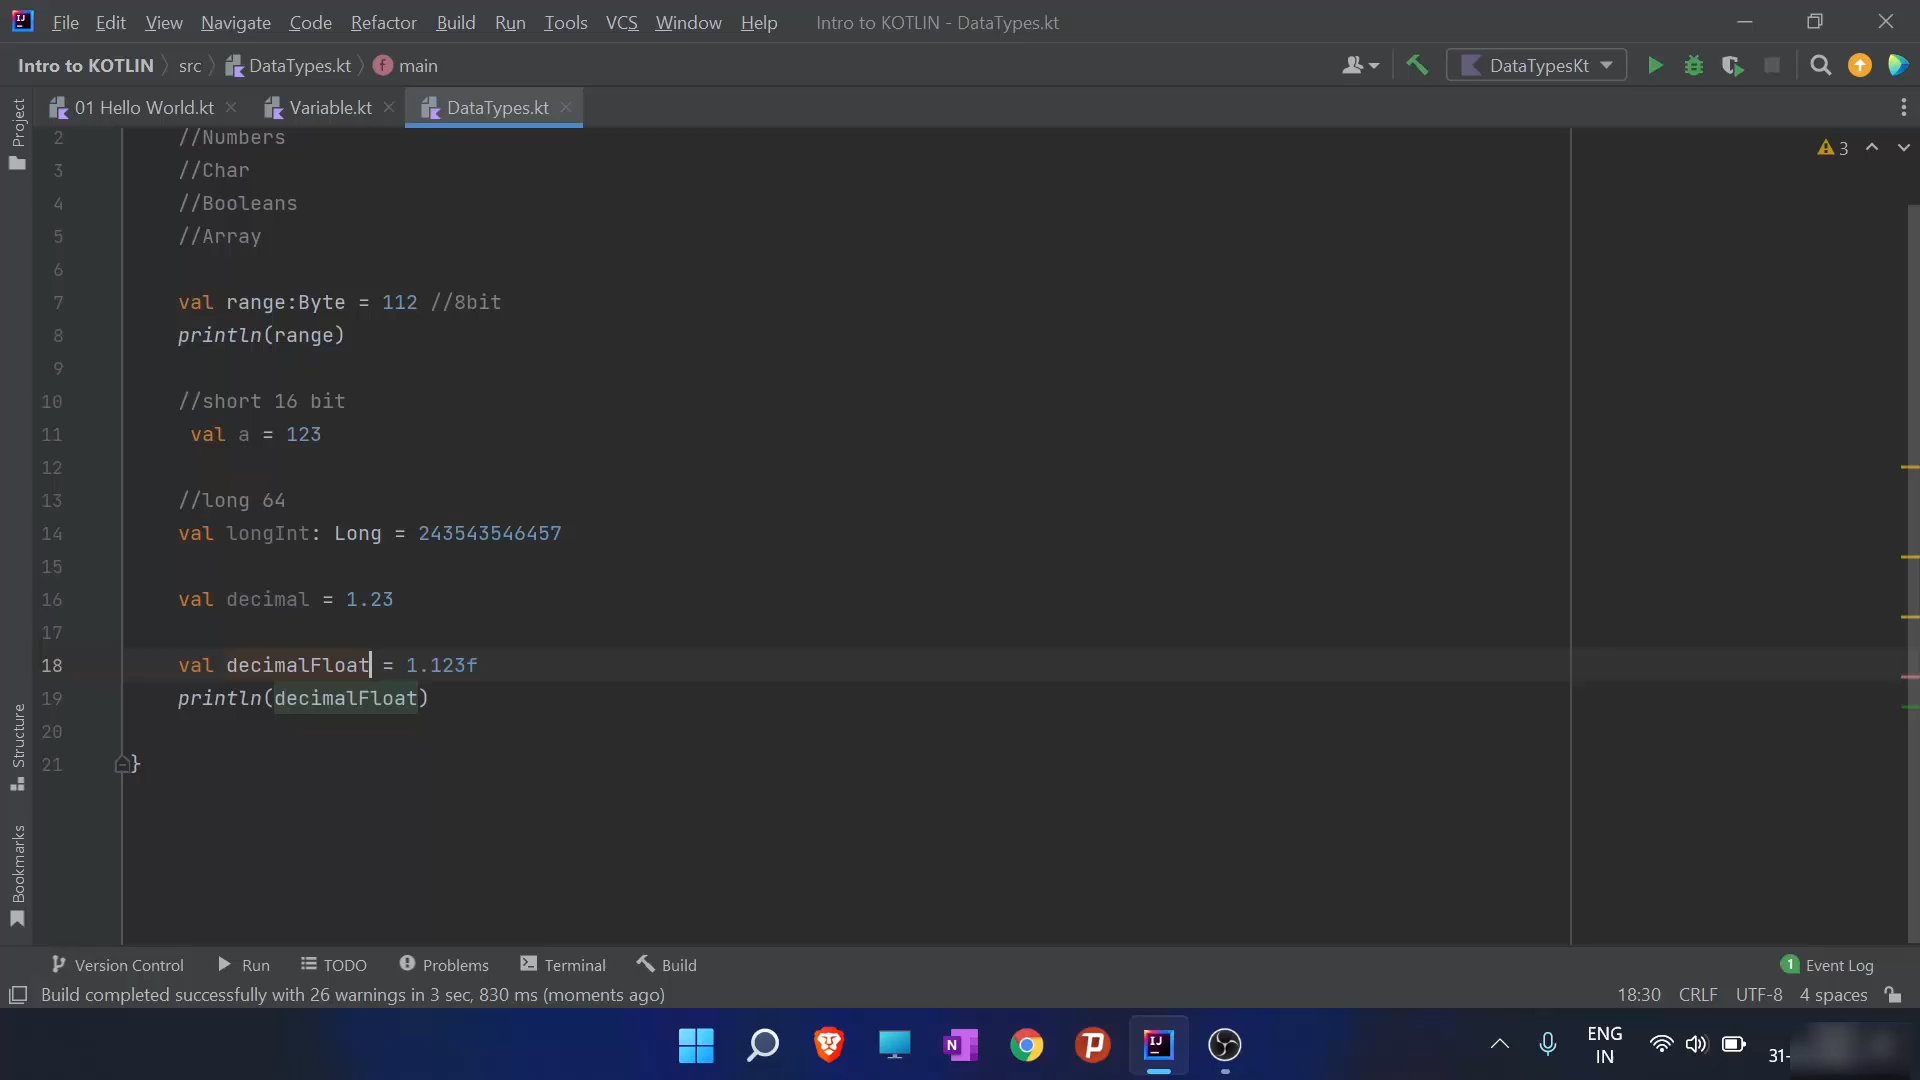 File Edit View Navigate Code Refactor Build Run Tools VCS Window Help Intro to KOTLIN - DataTypes.kt
Intro to KOTLIN src DataTypes.kt main DataTypesKt
01 Hello World.kt Variable.kt DataTypes.kt
Project
2 //Numbers
3 //Char
4 //Booleans
5 //Array
6
7 val range:Byte = 112 //8bit
8 println(range)
9
10 //short 16 bit
11 val a = 123
12
13 //long 64
14 val longInt: Long = 243543546457
15
16 val decimal = 1.23
17
18 val decimalFloat = 1.123f
19 println(decimalFloat)
20
21 }
3
Structure
Bookmarks
Version Control Run TODO Problems Terminal Build 1 Event Log
Build completed successfully with 26 warnings in 3 sec, 830 ms (moments ago) 18:30 CRLF UTF-8 4 spaces
ENG
IN
31-